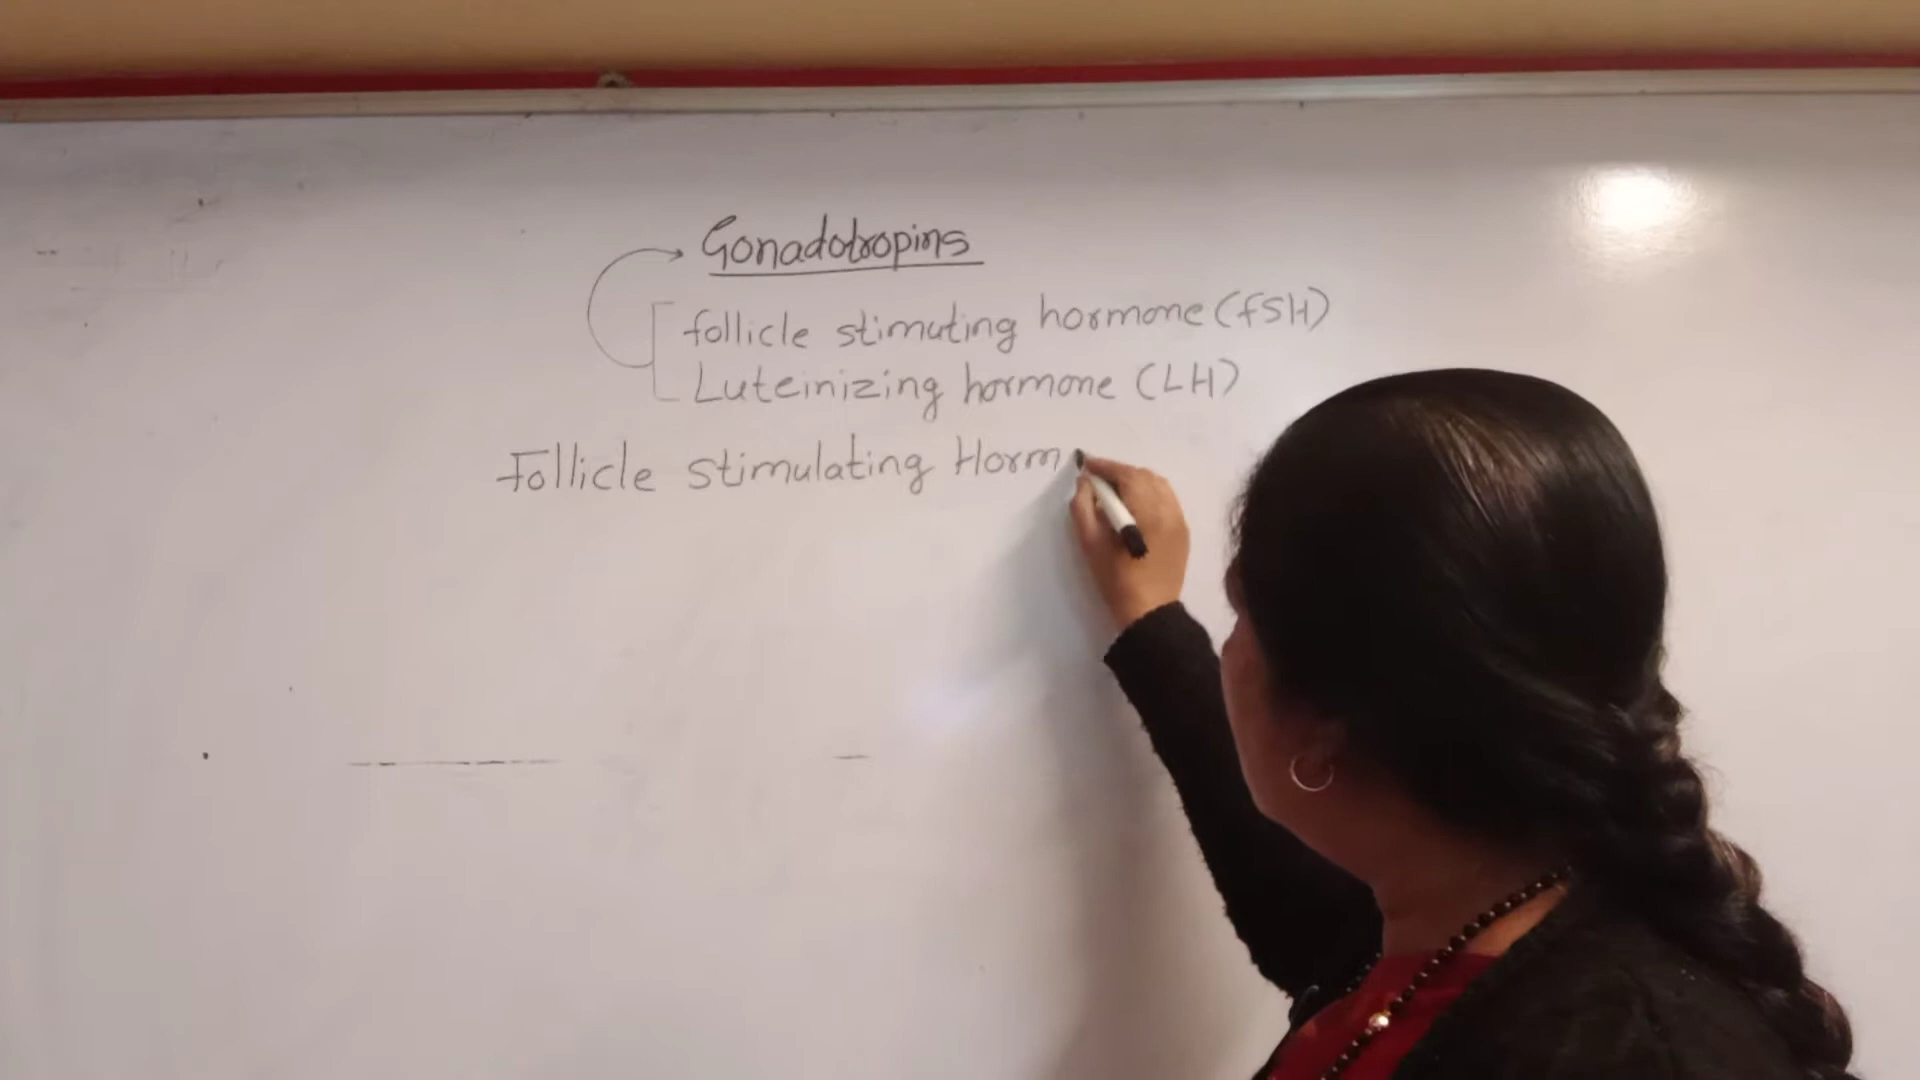 Gonadotropins
follicle stimuting hormone (fSH)
Luteinizing hormone (LH)
Follicle stimulating Horm